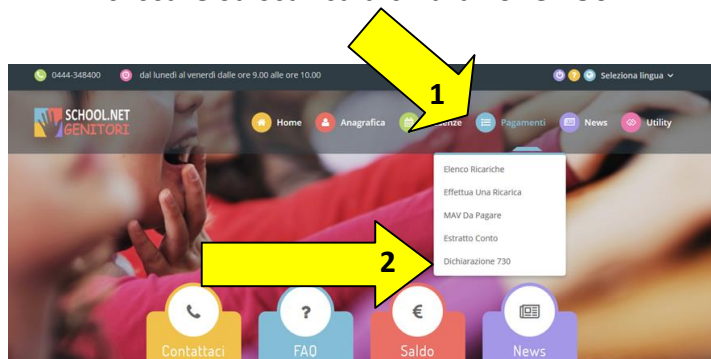 1
0444-348400 dal lunedì al venerdì dalle ore 9.00 alle ore 10.00 Seleziona lingua
SCHOOL.NET
GENITORI
Home Anagrafica Pagamenti News Utility
Elenco Ricariche
Effettua Una Ricarica
MAV Da Pagare
Estratto Conto
Dichiarazione 730
2
Contattaci FAQ Saldo News